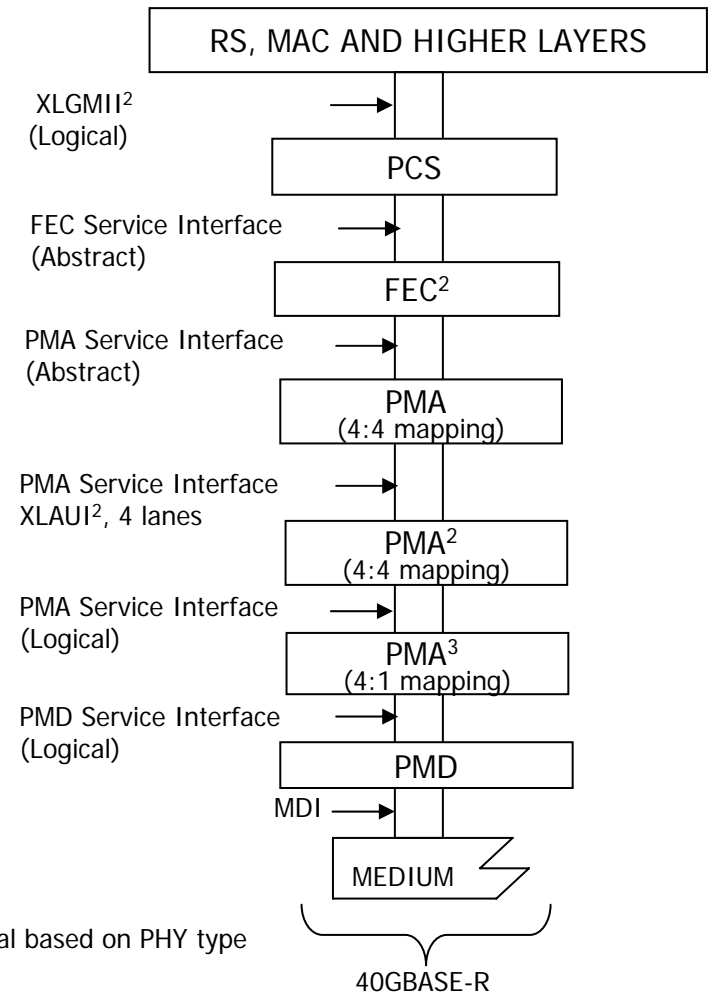 RS, MAC AND HIGHER LAYERS
XLGMII²
(Logical)
PCS
FEC Service Interface
(Abstract)
FEC²
PMA Service Interface
(Abstract)
PMA
(4:4 mapping)
PMA Service Interface
XLAUI², 4 lanes
PMA²
(4:4 mapping)
PMA Service Interface
(Logical)
PMA³
(4:1 mapping)
PMD Service Interface
(Logical)
PMD
MDI
MEDIUM
based on PHY type
40GBASE-R